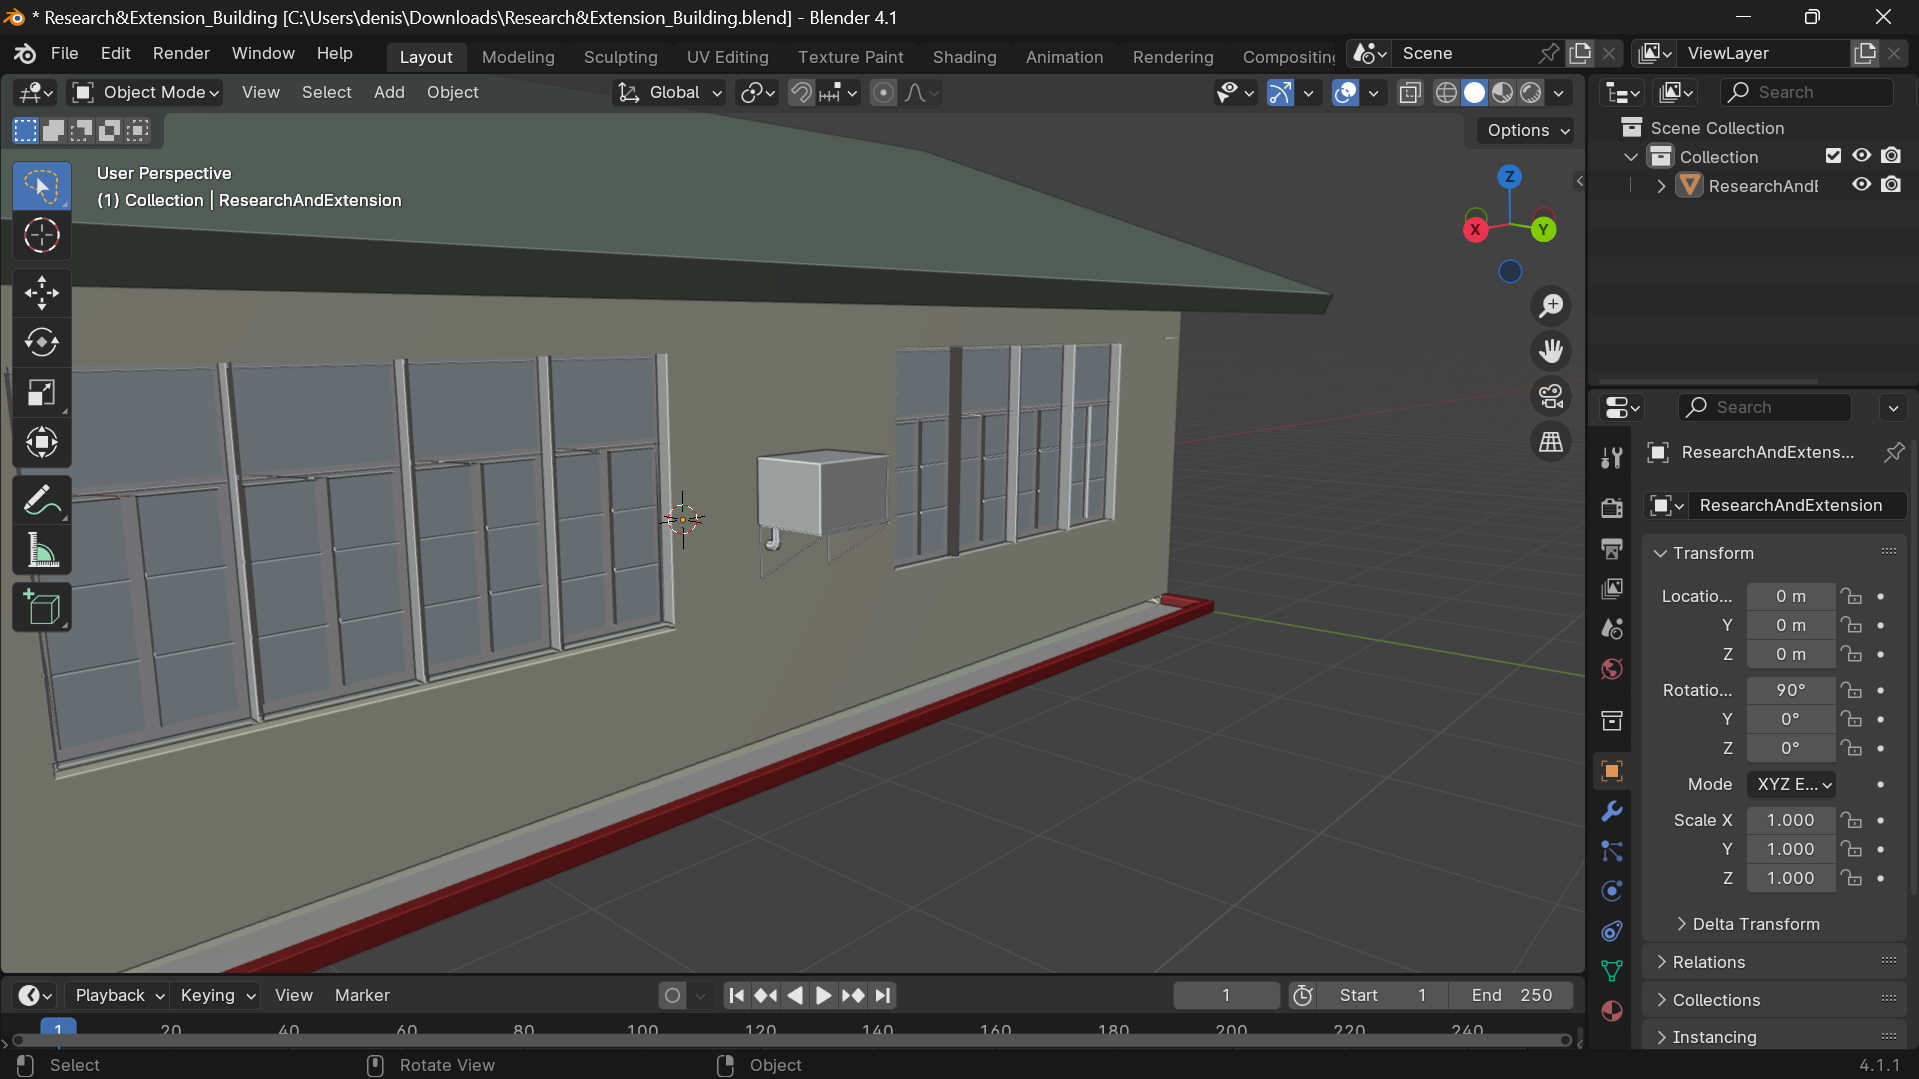 * Research&Extension_Building [C:\Users\denis\Downloads\Research&Extension_Building.blend] - Blender 4.1
File Edit Render Window Help
Layout Modeling Sculpting UV Editing Texture Paint Shading Animation Rendering Compositing
Scene
ViewLayer
Object Mode View Select Add Object
Global
Search
Options
User Perspective
(1) Collection | ResearchAndExtension
Z
X
Y
Scene Collection
Collection
ResearchAndE
Search
ResearchAndExtens...
ResearchAndExtension
Transform
Locatio... 0 m
Y 0 m
Z 0 m
Rotatio... 90°
Y 0°
Z 0°
Mode XYZ E...
Scale X 1.000
Y 1.000
Z 1.000
Delta Transform
Relations
Collections
Instancing
Playback Keying View Marker
1
Start 1
End 250
1 20 40 60 80 100 120 140 160 180 200 220 240
Select
Rotate View
Object
4.1.1